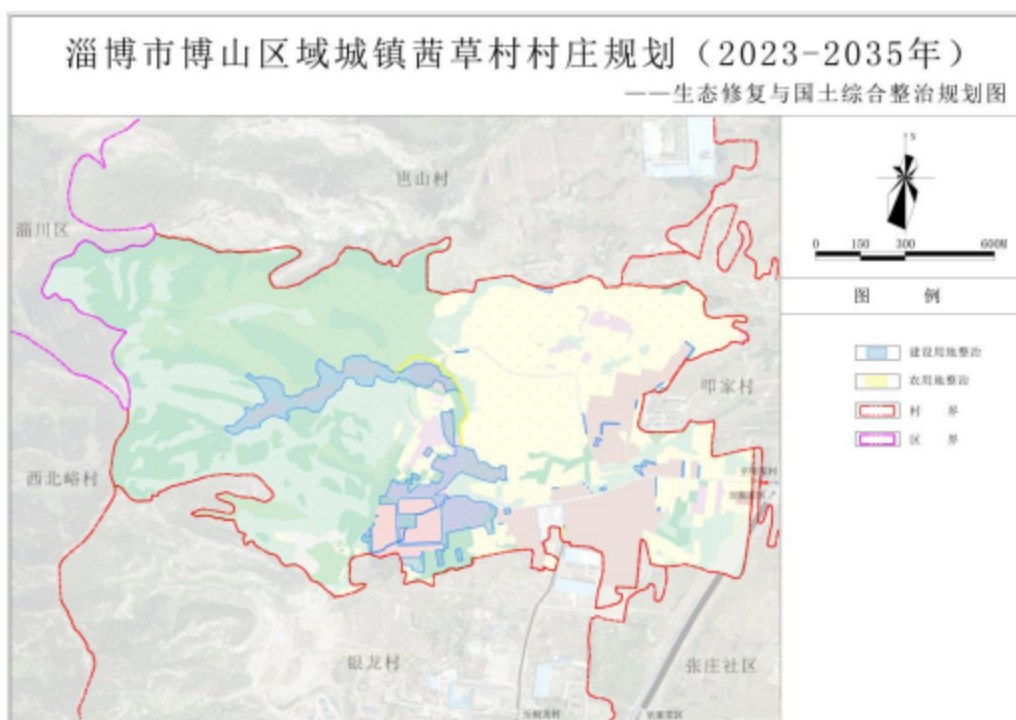 淄博市博山区域城镇茜草村村庄规划（2023-2035年）
——生态修复与国土综合整治规划图
岜山村
淄川区
N
0 150 300 600M
图 例
建设用地整治
农用地整治
村 界
区 界
叩家村
西北峪村
银龙村
张庄社区